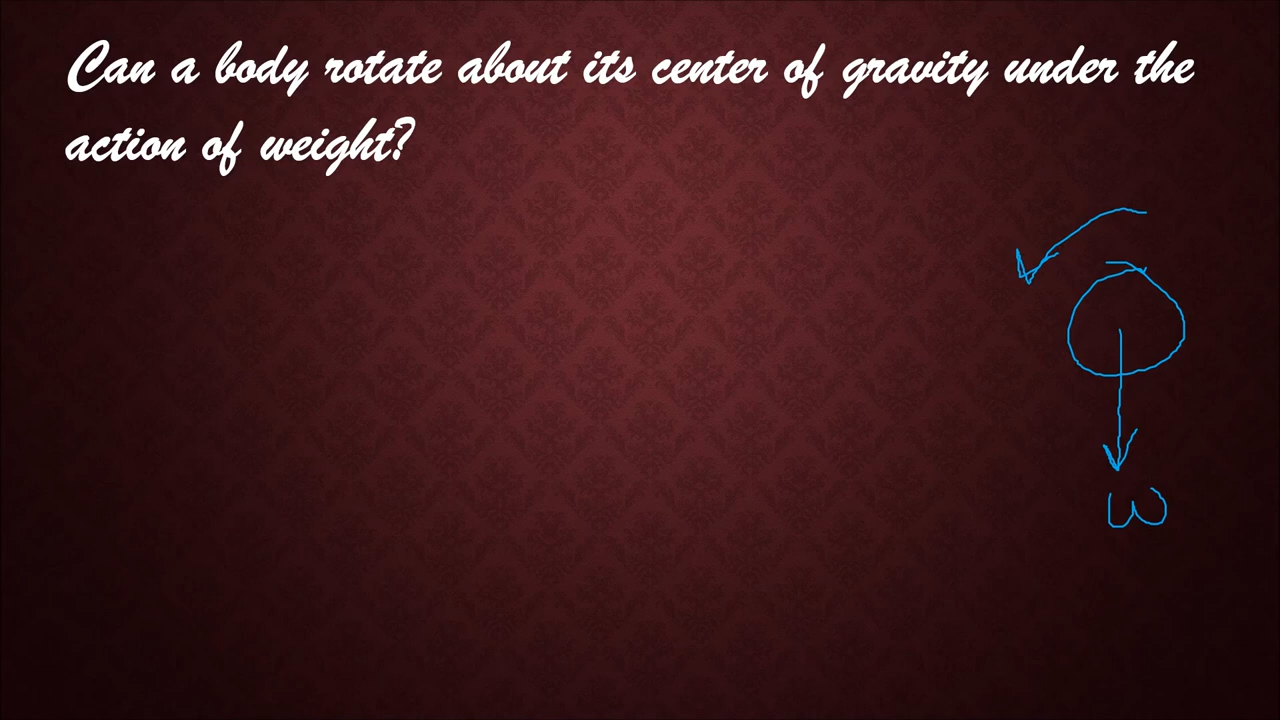 Can a body rotate about its center of gravity under the
action of weight?
w